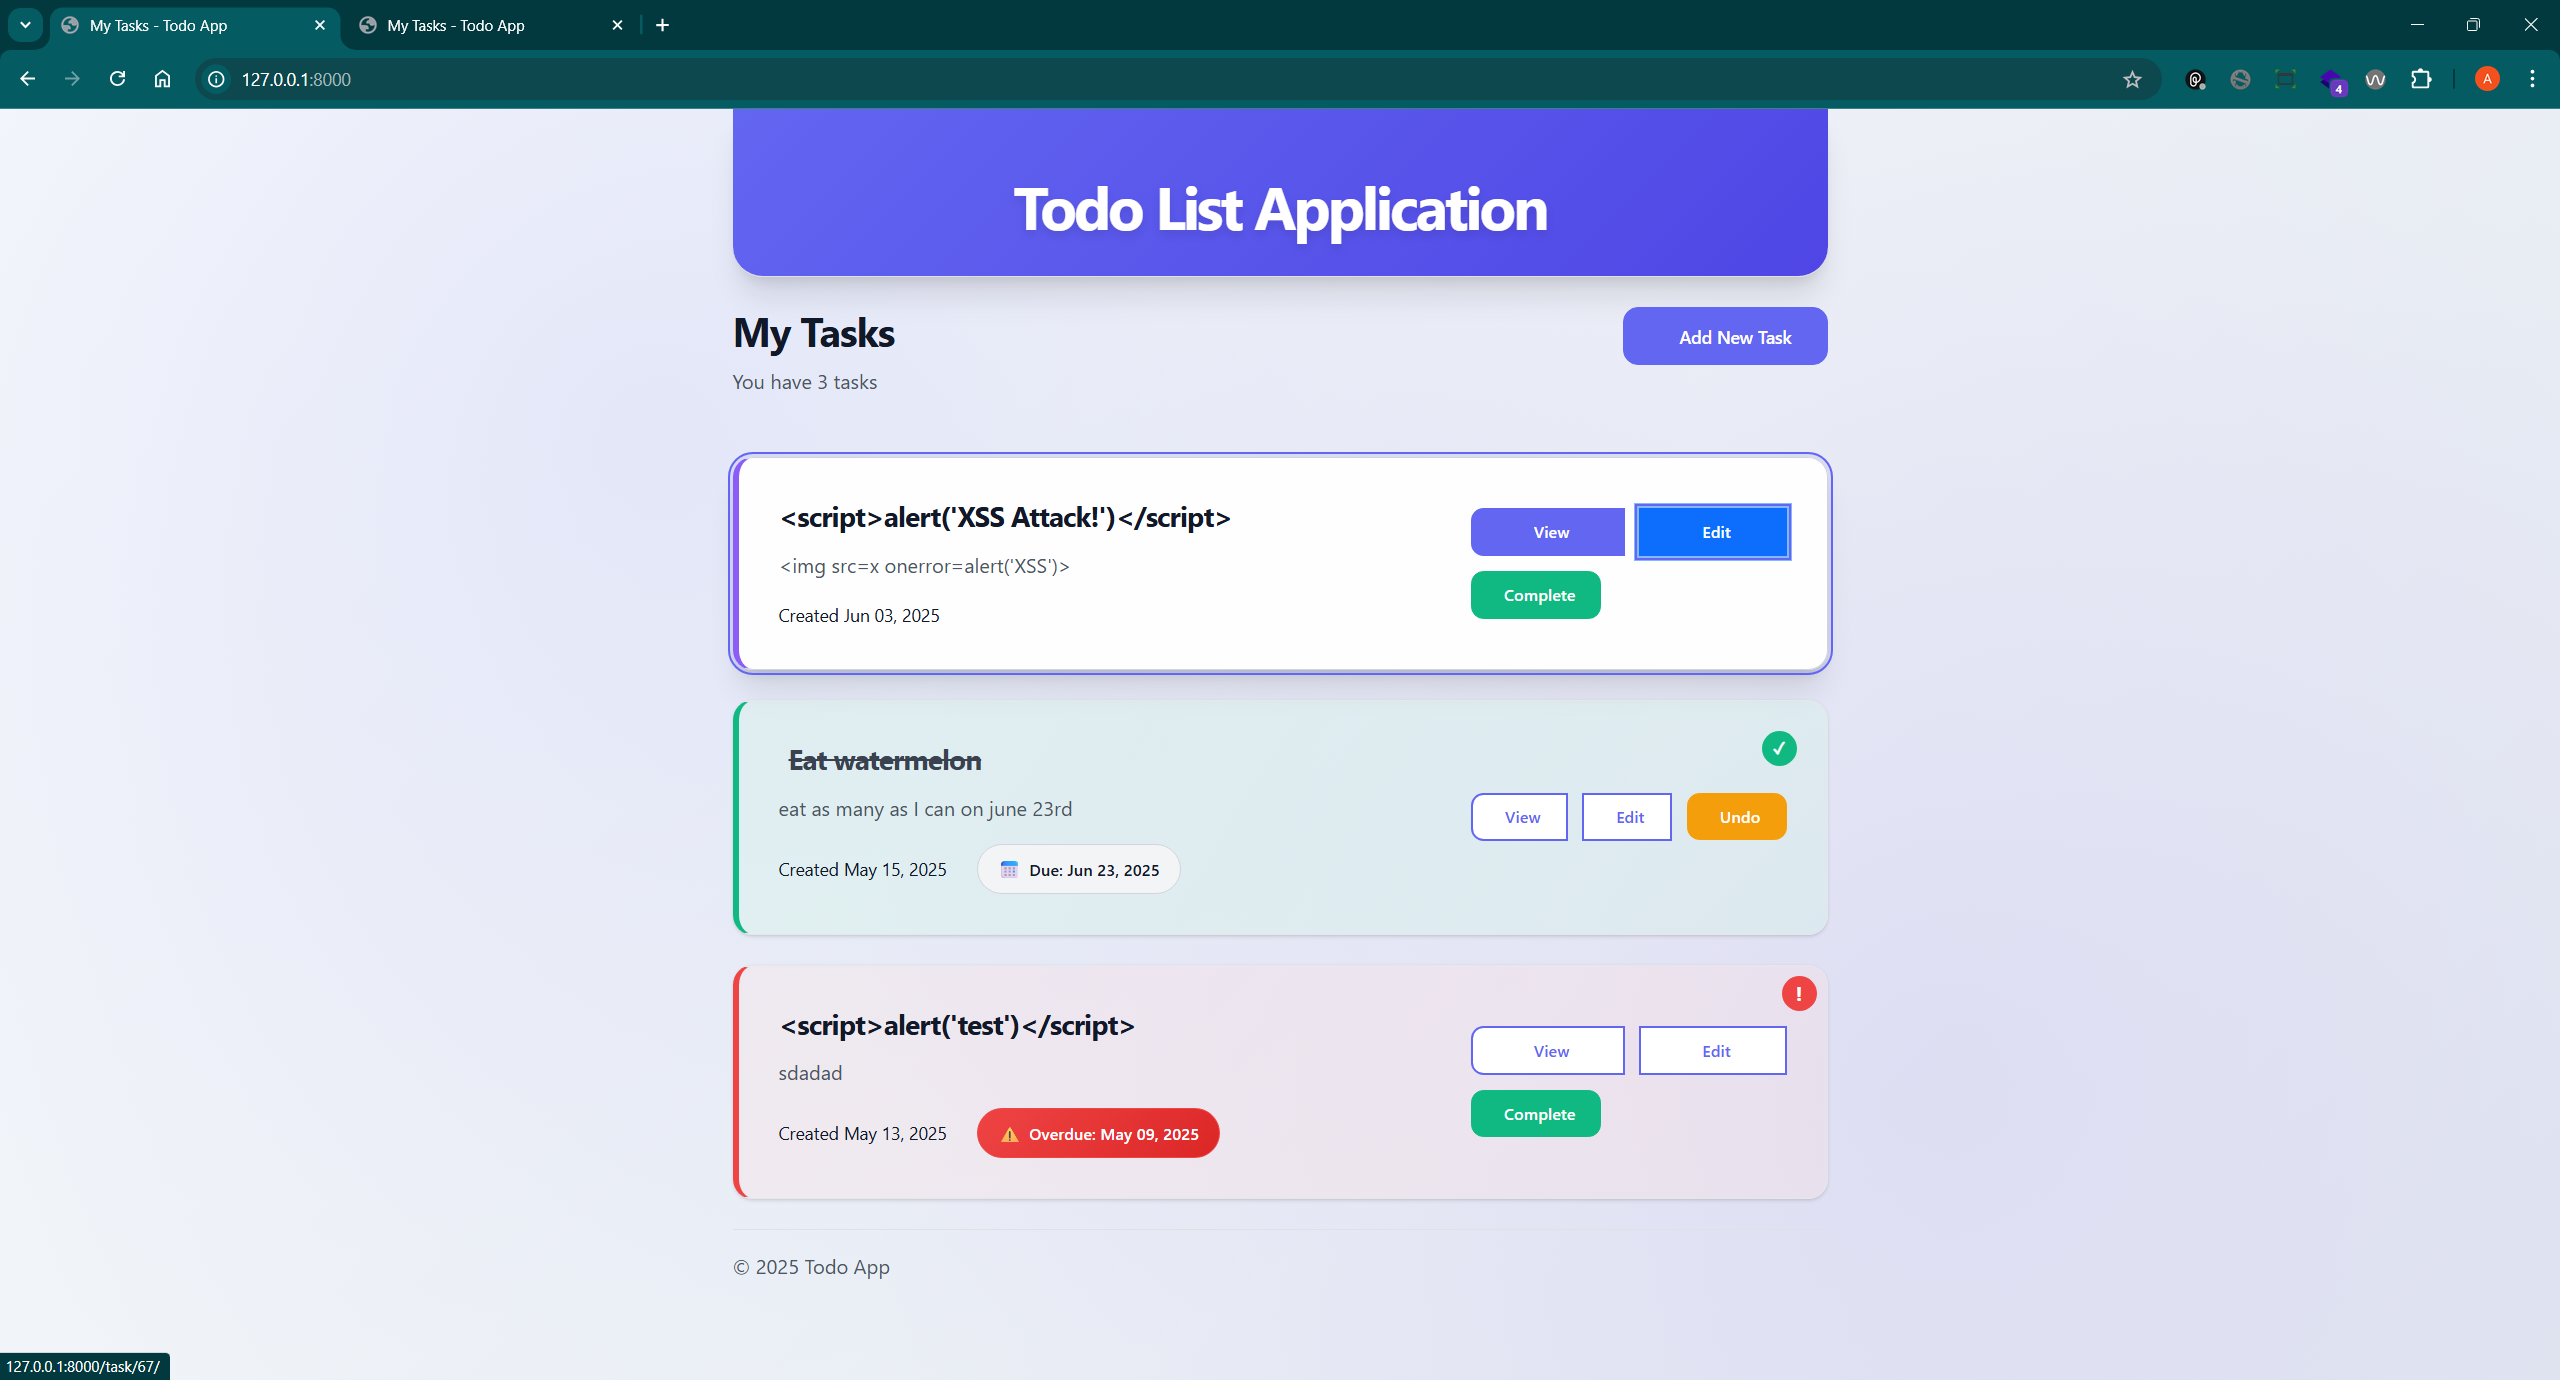 My Tasks - Todo App
My Tasks - Todo App
127.0.0.1:8000
4
A
Todo List Application
My Tasks
Add New Task
You have 3 tasks
<script>alert('XSS Attack!')</script>
View
Edit
<img src=x onerror=alert('XSS')>
Complete
Created Jun 03, 2025
Eat watermelon
eat as many as I can on june 23rd
View
Edit
Undo
Created May 15, 2025
Due: Jun 23, 2025
!
<script>alert('test')</script>
View
Edit
sdadad
Complete
Created May 13, 2025
Overdue: May 09, 2025
© 2025 Todo App
127.0.0.1:8000/task/67/